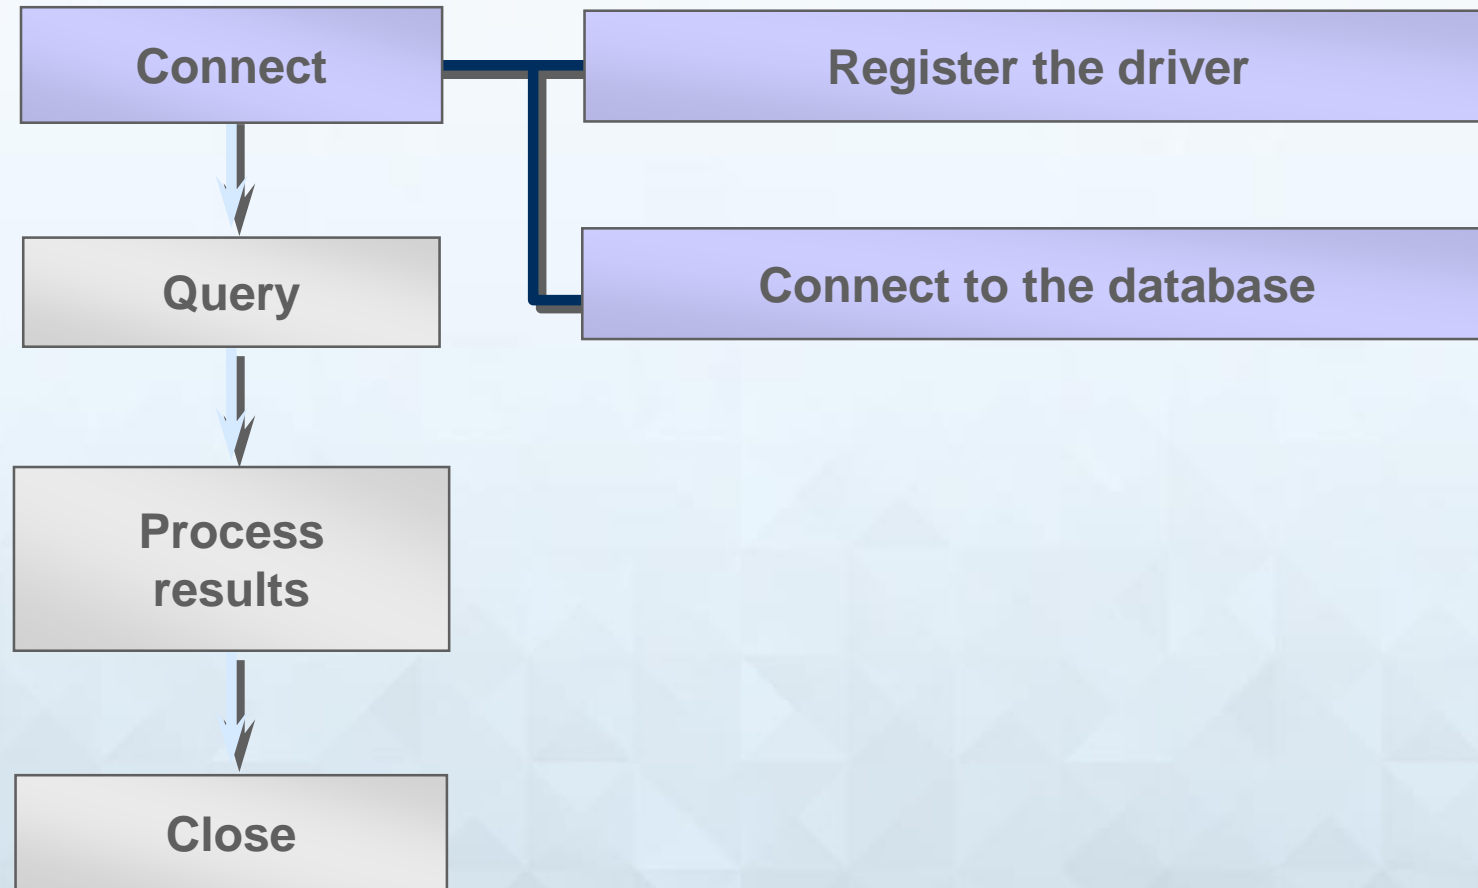 Connect
Register the driver
Query
Connect to the database
Process
results
Close